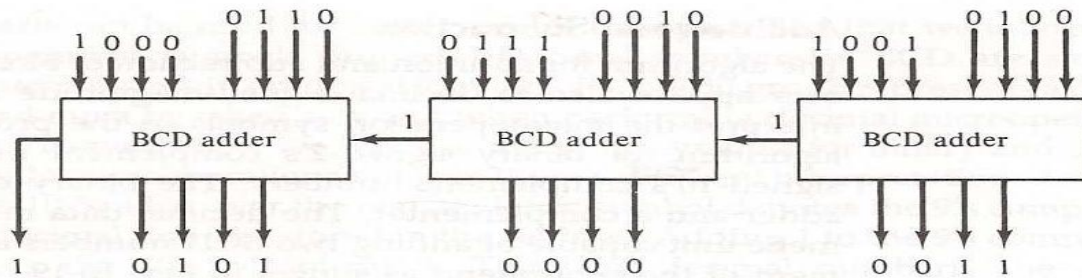 0 1 1 0 0 0 1 0 0 1 0 0
1 0 0 0 0 1 1 1 1 0 0 1
BCD adder 1 BCD adder 1 BCD adder
1 0 1 0 1 0 0 0 0 0 0 1 1